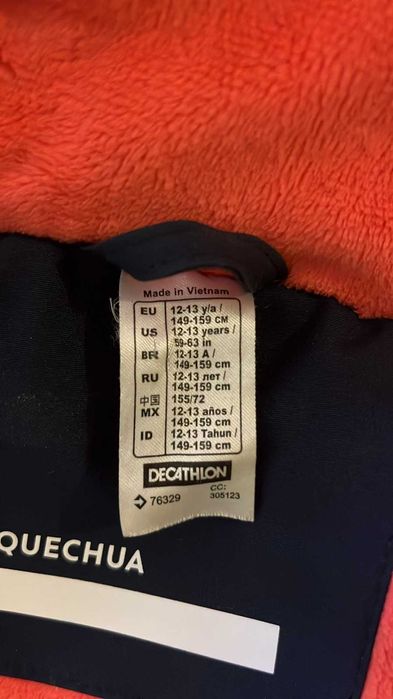 Made in Vietnam
EU 12-13 y/a /
149-159 CM
US 12-13 years /
59-63 in
BR 12-13 A /
149-159 cm
RU 12-13 лет /
149-159 cm
中国 155/72
MX 12-13 años /
149-159 cm
ID 12-13 Tahun /
149-159 cm
DECATHLON
76329 CC:
305123
QUECHUA